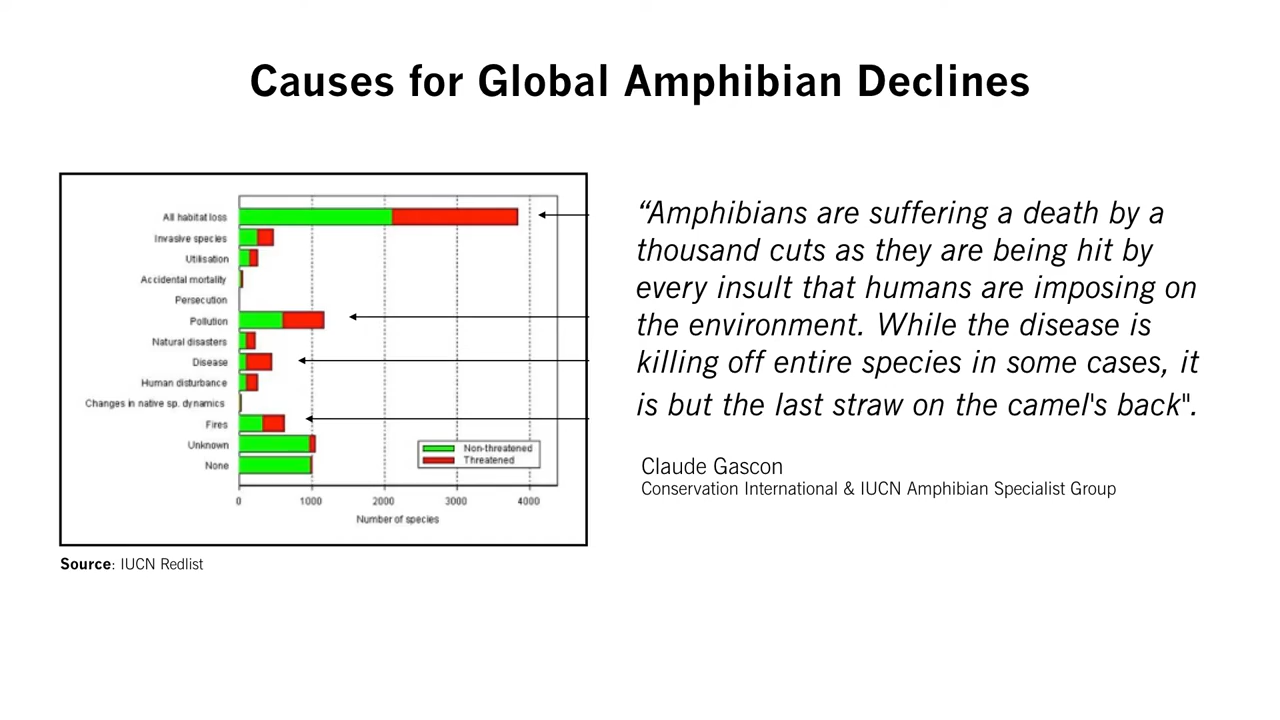 Causes for Global Amphibian Declines
All habitat loss
Invasive species
Utilisation
Accidental mortality
Persecution
Pollution
Natural disasters
Disease
Human disturbance
Changes in native sp. dynamics
Fires
Unknown
None
Non-threatened
Threatened
0 1000 2000 3000 4000
Number of species
Source: IUCN Redlist
“Amphibians are suffering a death by a
thousand cuts as they are being hit by
every insult that humans are imposing on
the environment. While the disease is
killing off entire species in some cases, it
is but the last straw on the camel's back".
Claude Gascon
Conservation International & IUCN Amphibian Specialist Group